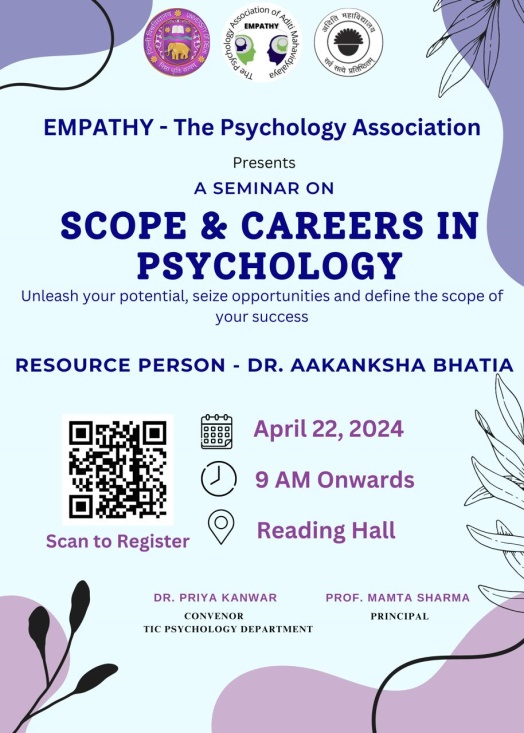 The Psychology Association of Aditi Mahavidyalaya
EMPATHY
अदिति महाविद्यालय
EMPATHY - The Psychology Association
Presents
A SEMINAR ON
SCOPE & CAREERS IN
PSYCHOLOGY
Unleash your potential, seize opportunities and define the scope of
your success
RESOURCE PERSON - DR. AAKANKSHA BHATIA
April 22, 2024
9 AM Onwards
Reading Hall
Scan to Register
DR. PRIYA KANWAR
PROF. MAMTA SHARMA
CONVENOR
PRINCIPAL
TIC PSYCHOLOGY DEPARTMENT